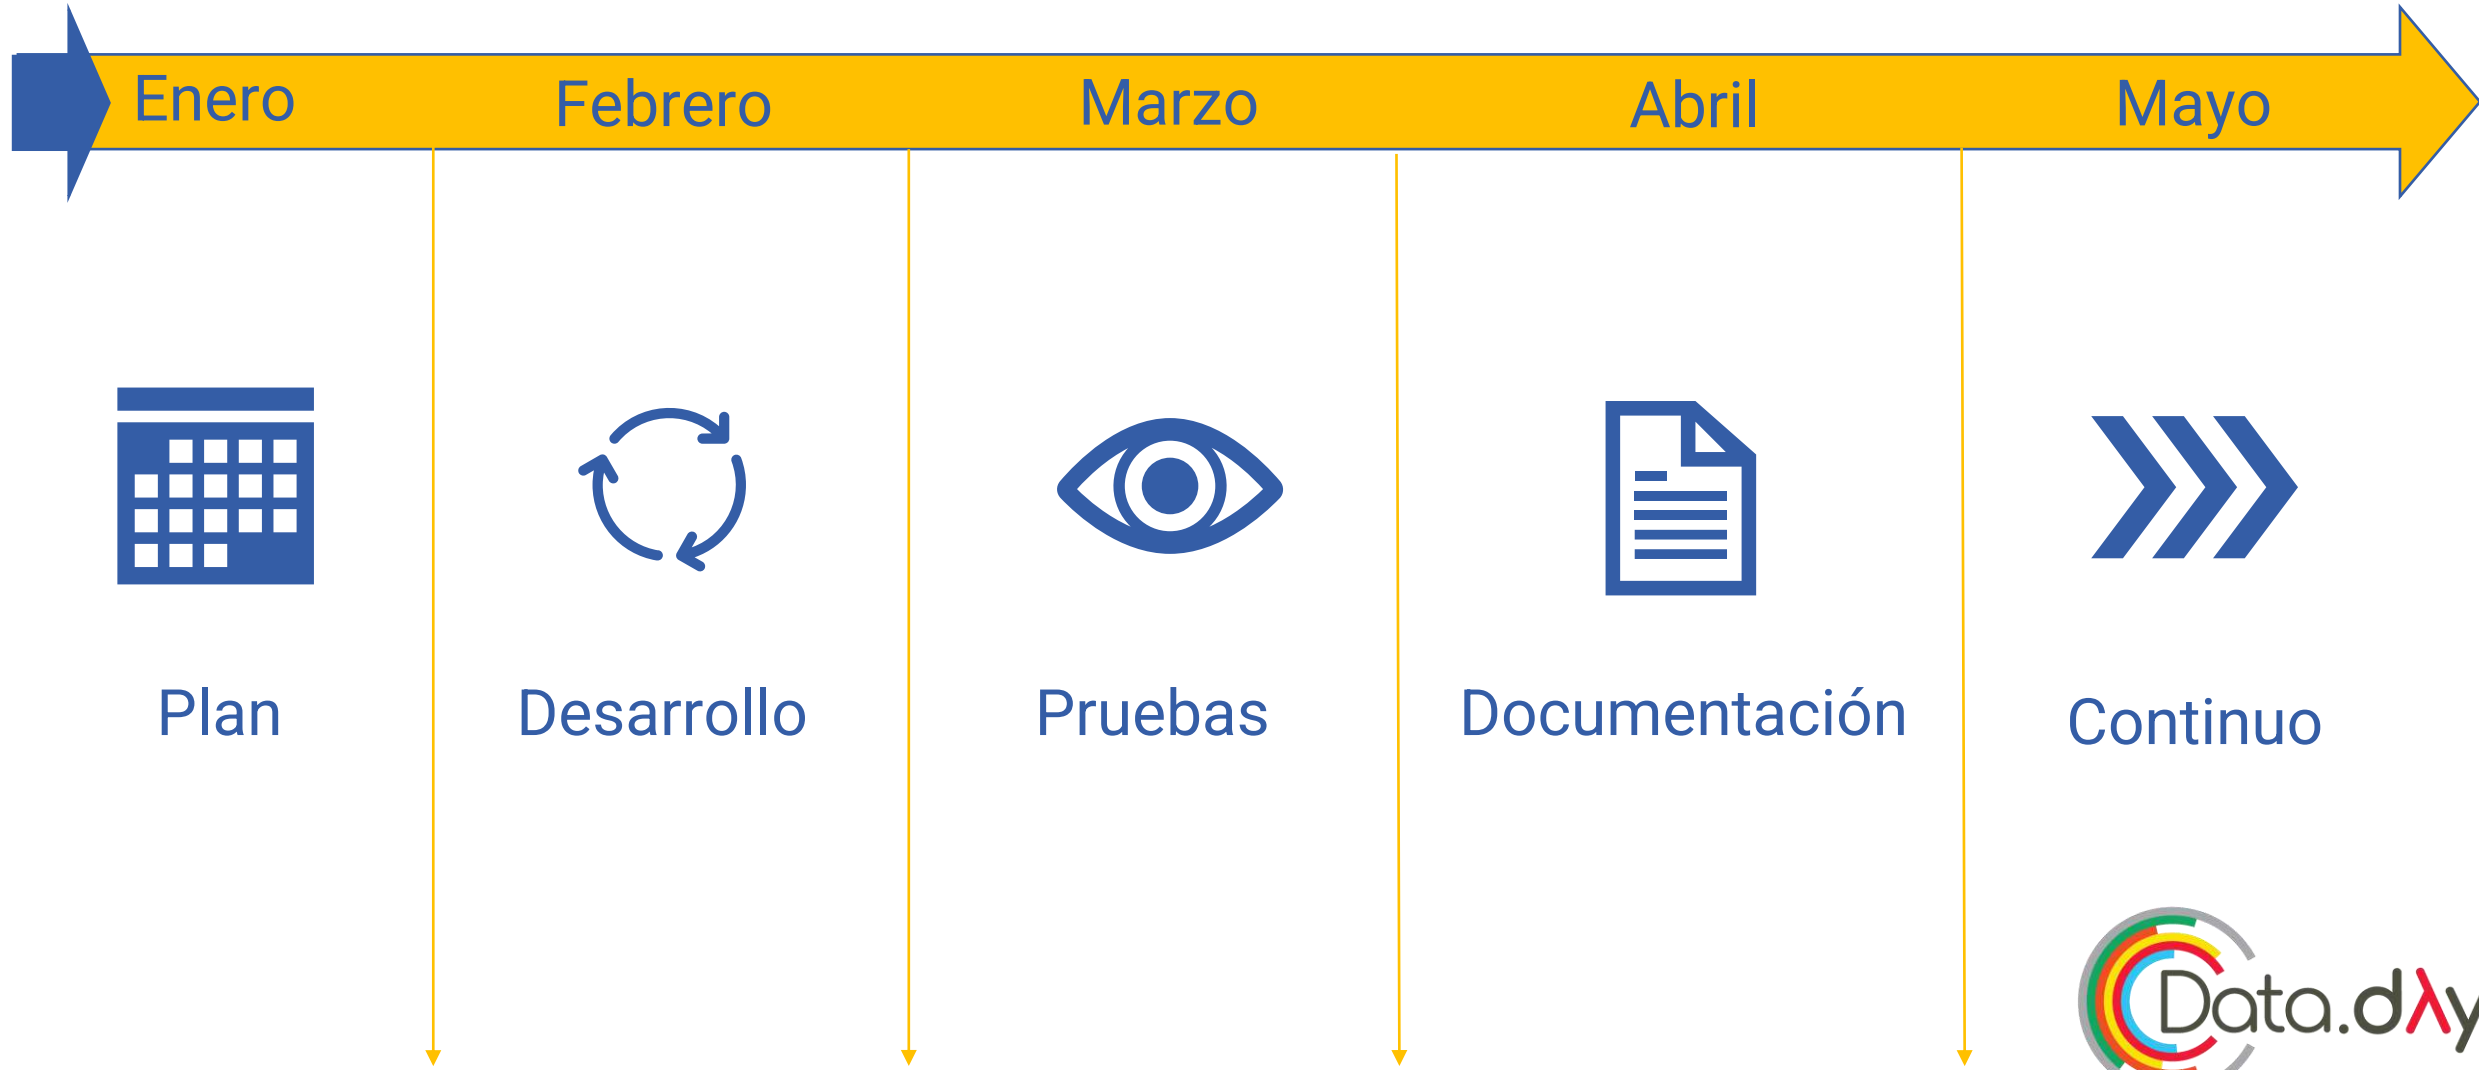 Enero
Febrero
Marzo
Abril
Mayo
Plan
Desarrollo
Pruebas
Documentación
Continuo
Data.dλy